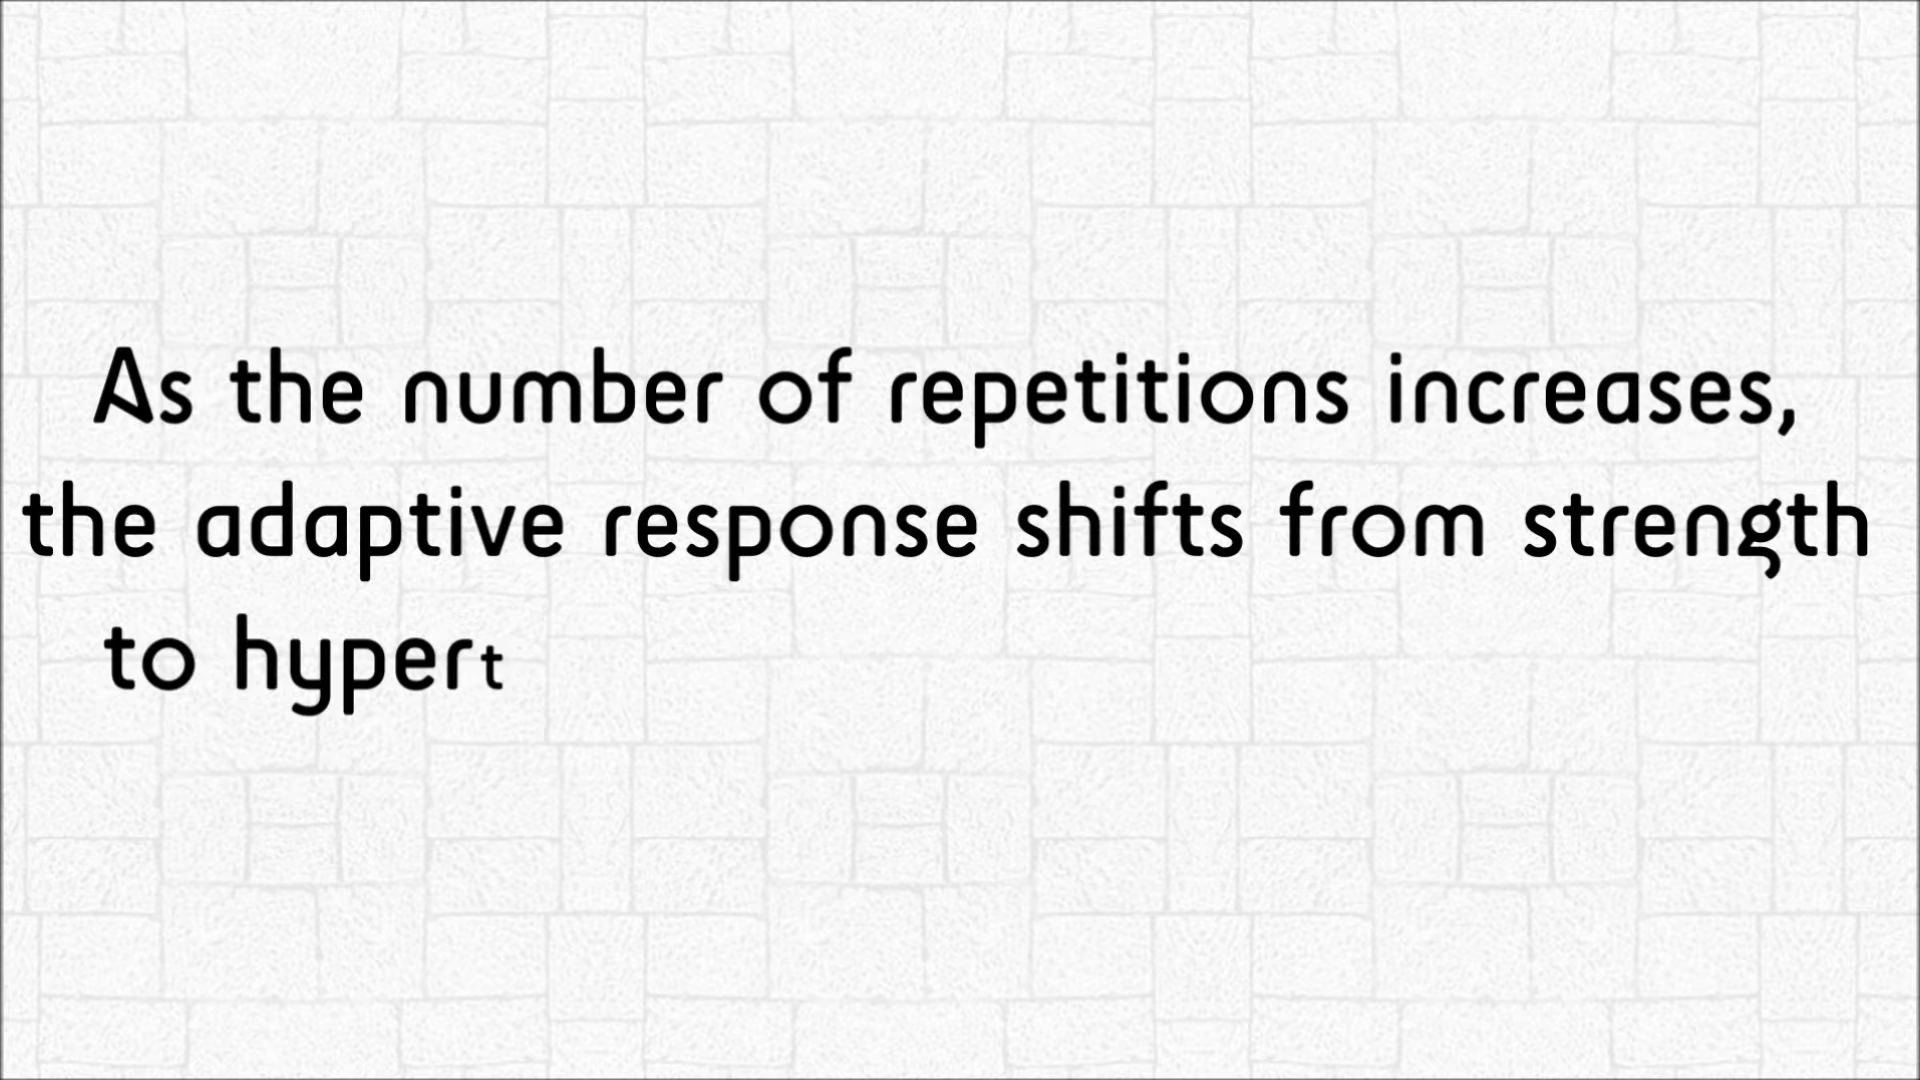 As the number of repetitions increases,
the adaptive response shifts from strength
to hypert